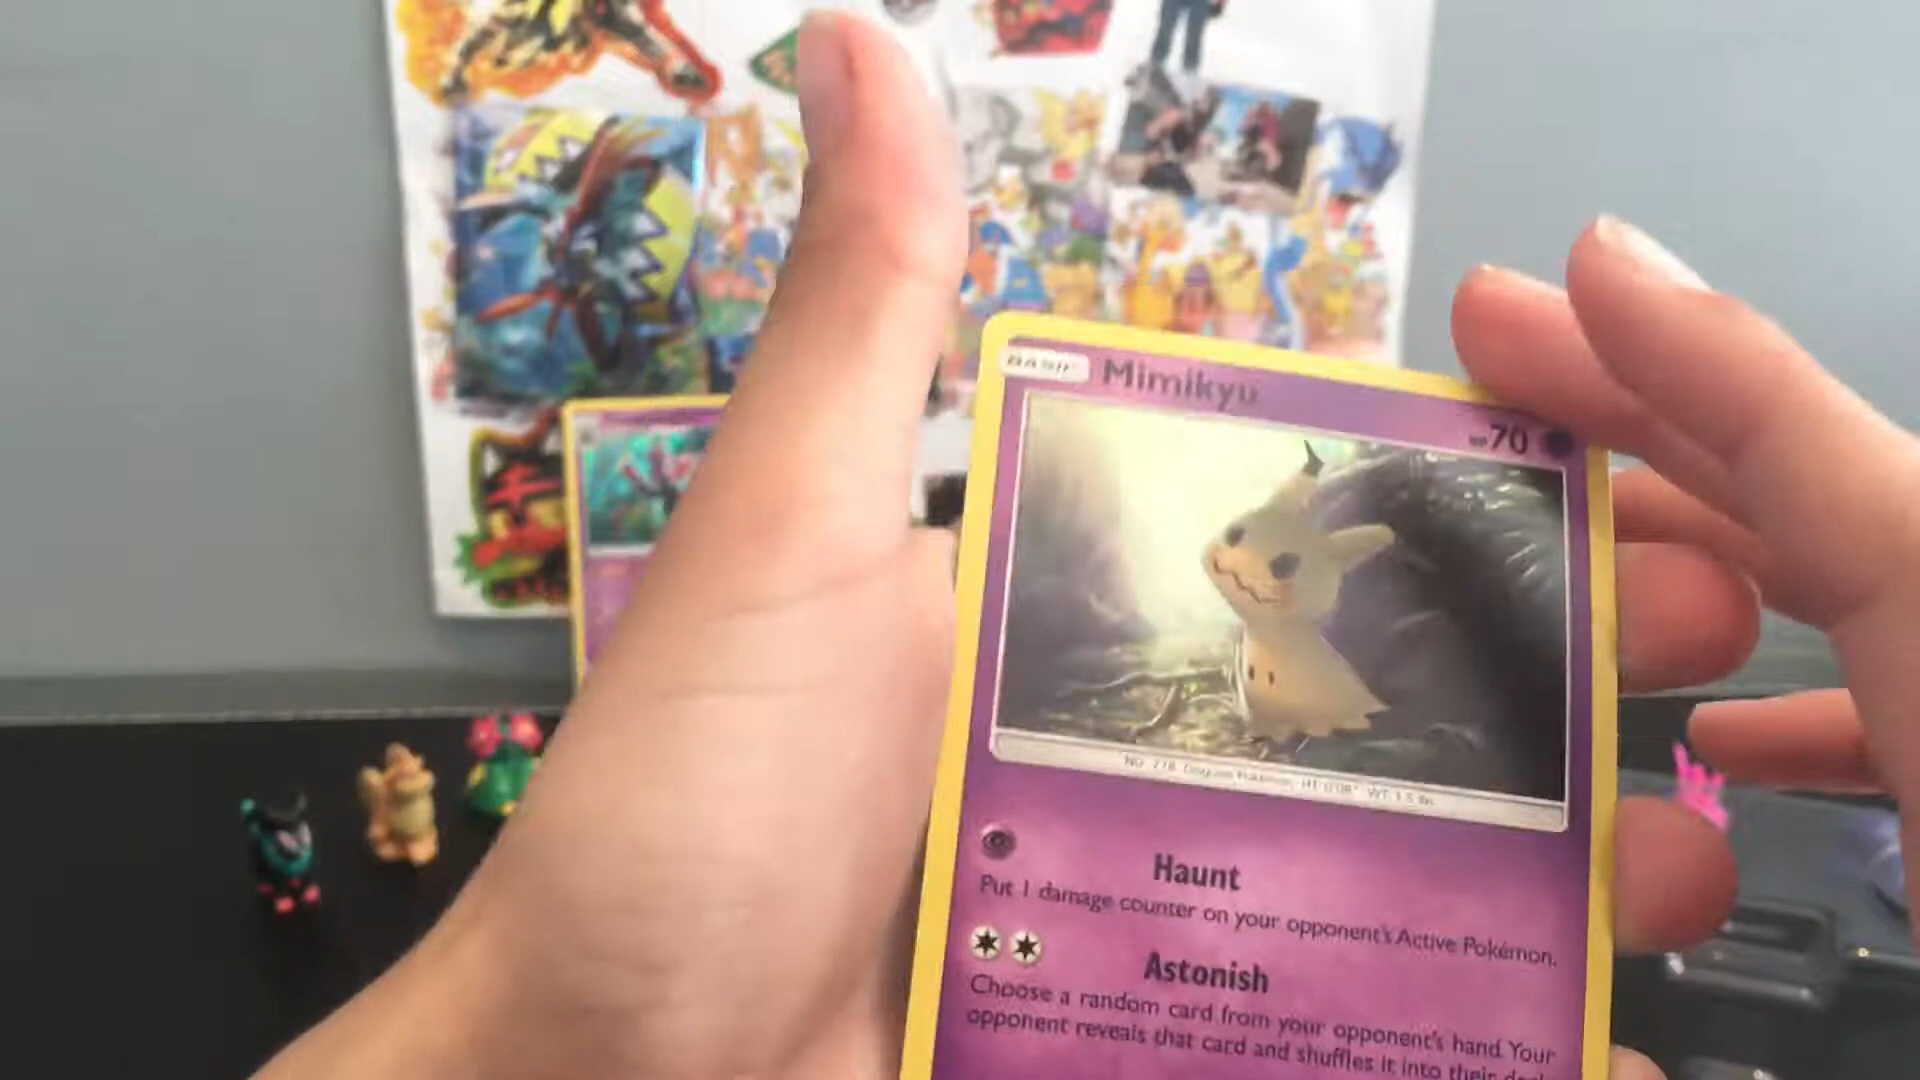 BASIC Mimikyu
HP 70
NO. 778 Disguise Pokémon HT: 0'08" WT: 1.5 lbs.
Haunt
Put 1 damage counter on your opponent's Active Pokémon.
Astonish
Choose a random card from your opponent's hand. Your
opponent reveals that card and shuffles it into their deck.